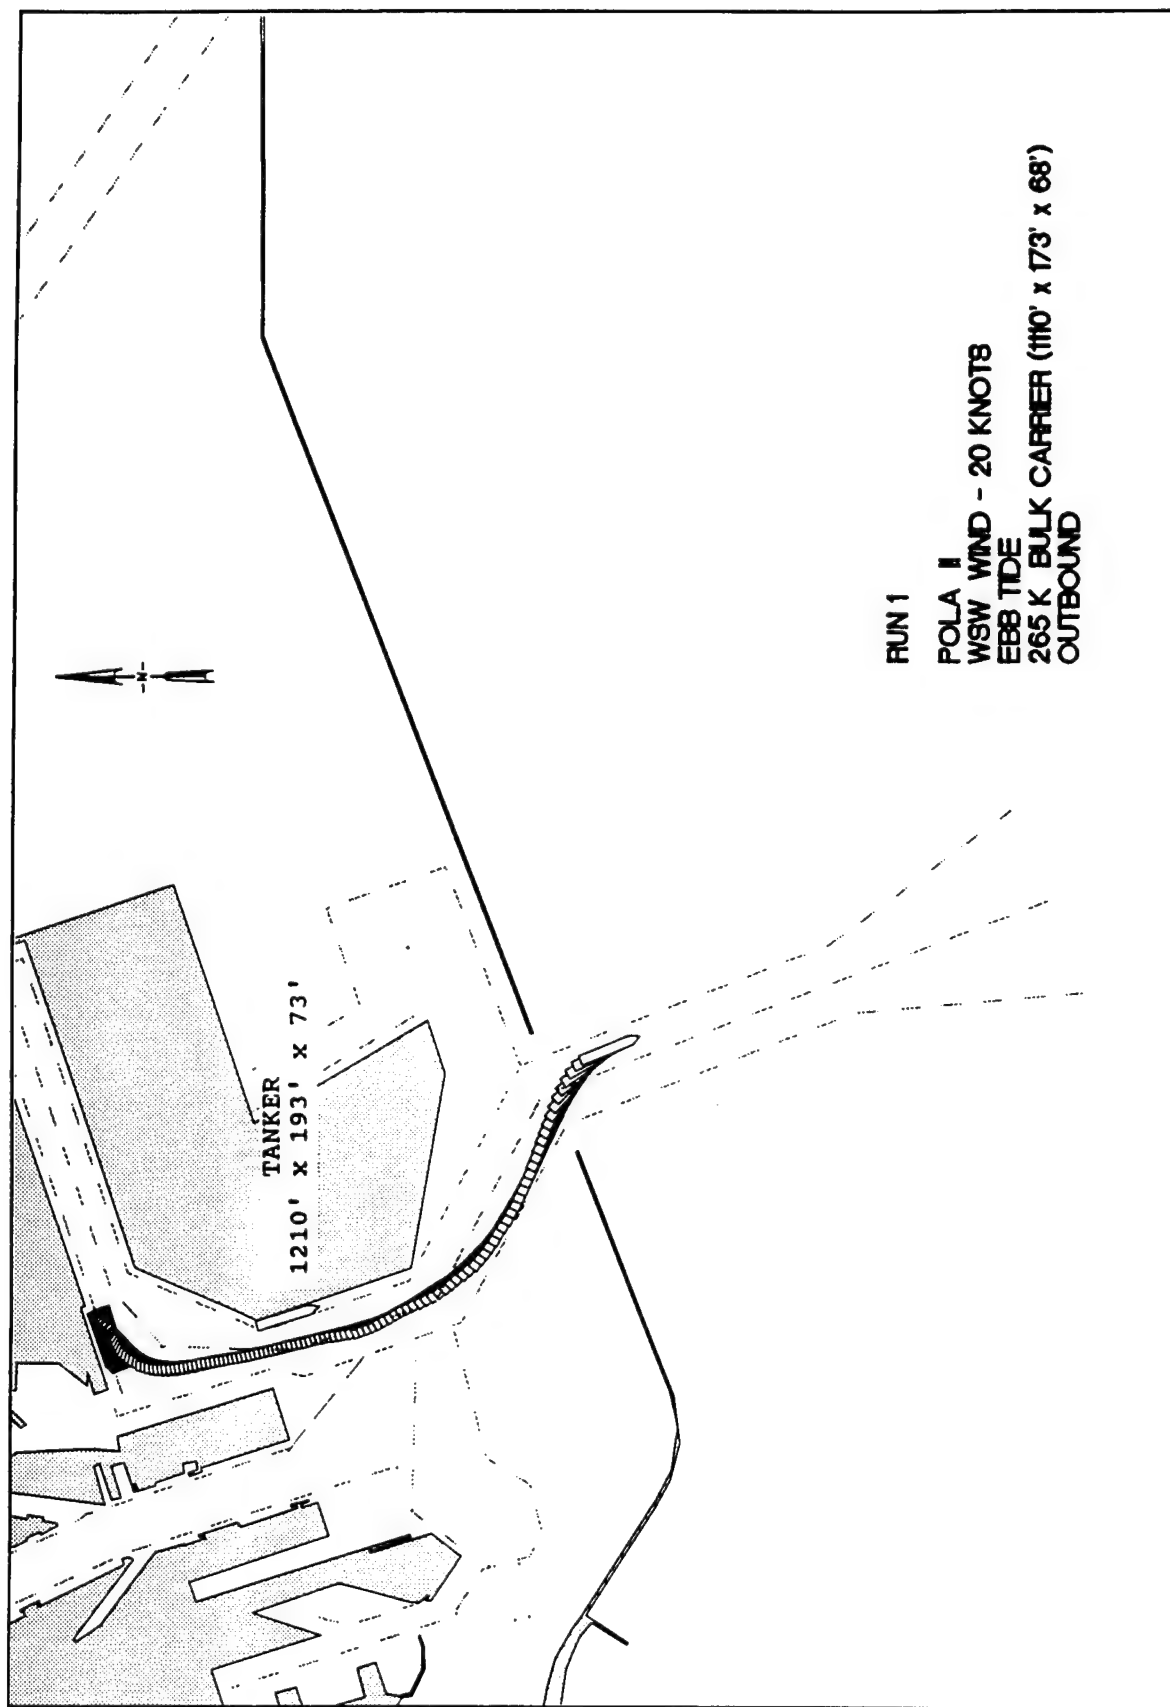 -N-
TANKER
1210' x 193' x 73'
RUN 1
POLA II
WSW WIND - 20 KNOTS
EBB TIDE
265 K BULK CARRIER (1110' x 173' x 68')
OUTBOUND